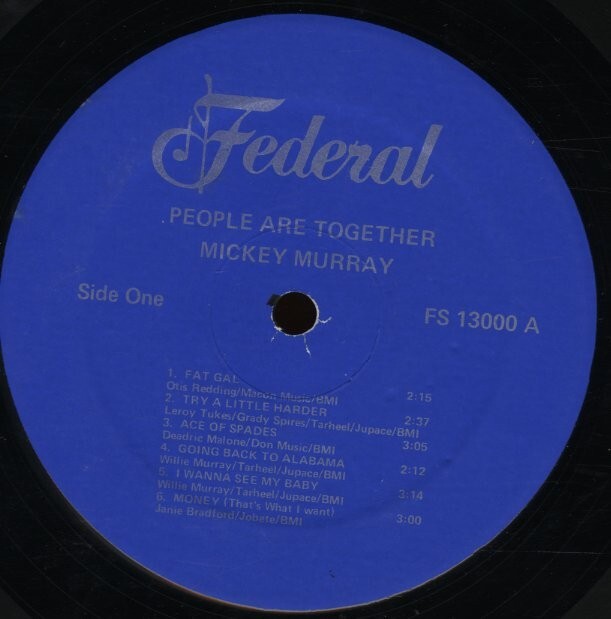 Federal
PEOPLE ARE TOGETHER
MICKEY MURRAY
Side One
FS 13000 A
1. FAT GAL
Otis Redding/Macon Music/BMI 2:15
2. TRY A LITTLE HARDER
Leroy Tukes/Grady Spires/Tarheel/Jupace/BMI 2:37
3. ACE OF SPADES
Deadric Malone/Don Music/BMI 3:05
4. GOING BACK TO ALABAMA
Willie Murray/Tarheel/Jupace/BMI 2:12
5. I WANNA SEE MY BABY
Willie Murray/Tarheel/Jupace/BMI 3:14
6. MONEY (That's What I want)
Janie Bradford/Jobete/BMI 3:00